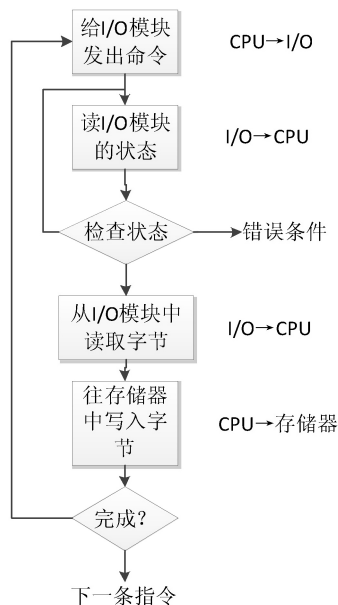 给I/O模块
发出命令
CPU→I/O
读I/O模块
的状态
I/O→CPU
检查状态
错误条件
从I/O模块中
读取字节
I/O→CPU
往存储器
中写入字
节
CPU→存储器
完成？
下一条指令